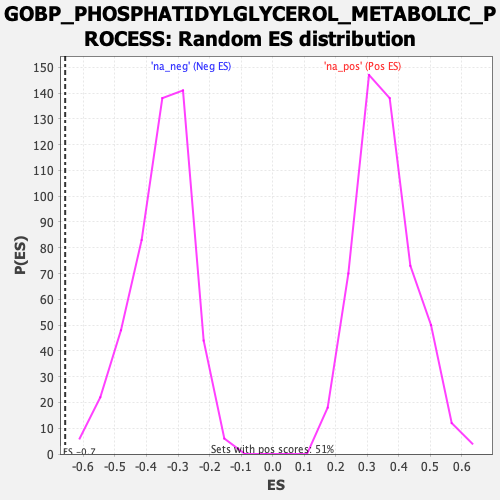 GOBP_PHOSPHATIDYLGLYCEROL_METABOLIC_P
ROCESS: Random ES distribution
'na_neg' (Neg ES)
'na_pos' (Pos ES)
150
140
130
120
110
100
90
80
70
60
50
40
30
20
10
0
P(ES)
ES -0.7
Sets with pos scores: 51%
-0.6 -0.5 -0.4 -0.3 -0.2 -0.1 0.0 0.1 0.2 0.3 0.4 0.5 0.6
ES